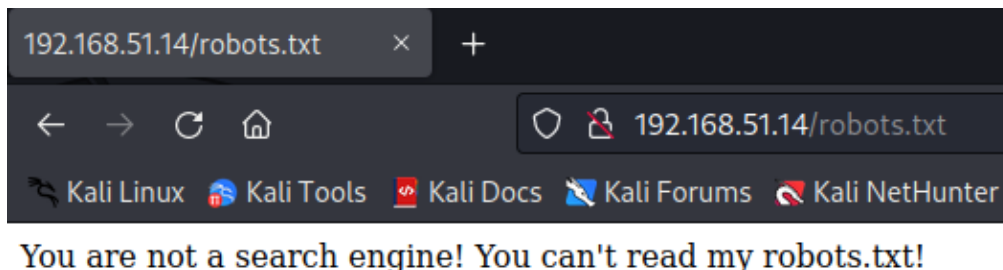 192.168.51.14/robots.txt
192.168.51.14/robots.txt
Kali Linux Kali Tools Kali Docs Kali Forums Kali NetHunter
You are not a search engine! You can't read my robots.txt!